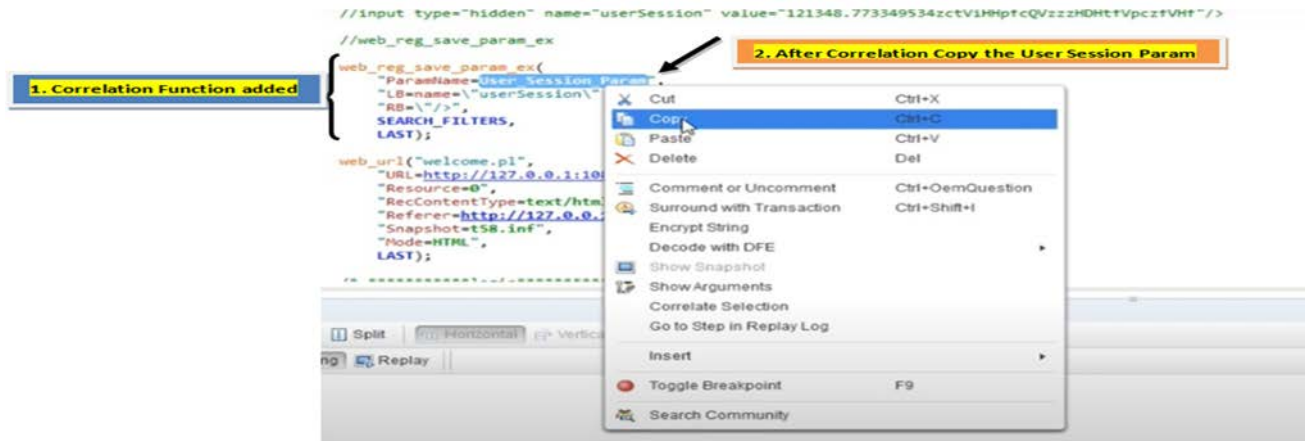 //input type="hidden" name="userSession" value="121348.773349534zctViHHpfcQVzzzHDHtfVpczfVHf"/>
//web_reg_save_param_ex
2. After Correlation Copy the User Session Param
1. Correlation Function added
web_reg_save_param_ex(
"ParamName=User Session Param",
"LB=name=\"userSession\"
"RB=\"/>",
SEARCH_FILTERS,
LAST);
web_url("welcome.pl",
"URL=http://127.0.0.1:108
"Resource=0",
"RecContentType=text/html
"Referer=http://127.0.0.
"Snapshot=t58.inf",
"Mode=HTML",
LAST);
Cut Ctrl+X
Copy Ctrl+C
Paste Ctrl+V
Delete Del
Comment or Uncomment Ctrl+OemQuestion
Surround with Transaction Ctrl+Shift+I
Encrypt String
Decode with DFE
Show Snapshot
Show Arguments
Correlate Selection
Go to Step in Replay Log
Insert
Toggle Breakpoint F9
Search Community
Split Horizontal Vertica
ng Replay